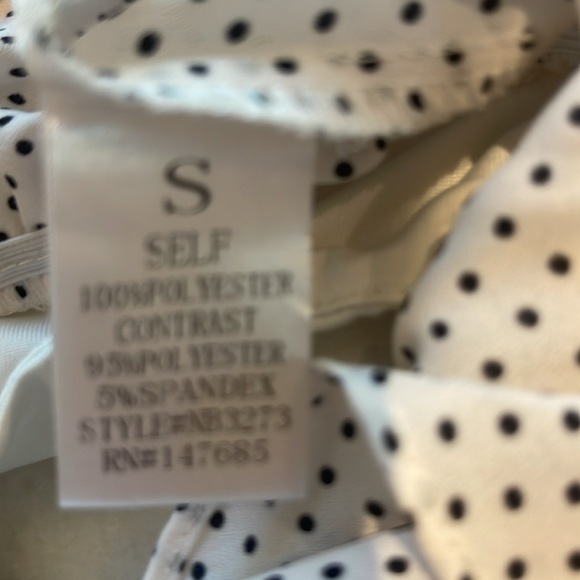 S
SELF
100%POLYESTER
CONTRAST
95%POLYESTER
5%SPANDEX
STYLE#NB3273
RN#147685